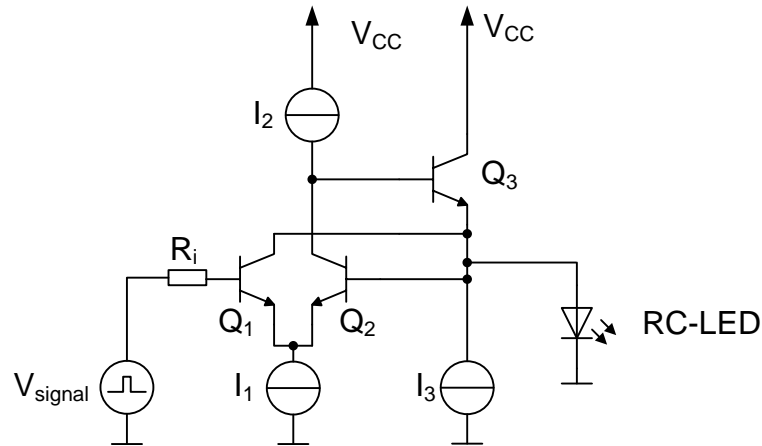 V_CC
V_CC
I_2
Q_3
R_i
Q_1
Q_2
RC-LED
V_signal
I_1
I_3